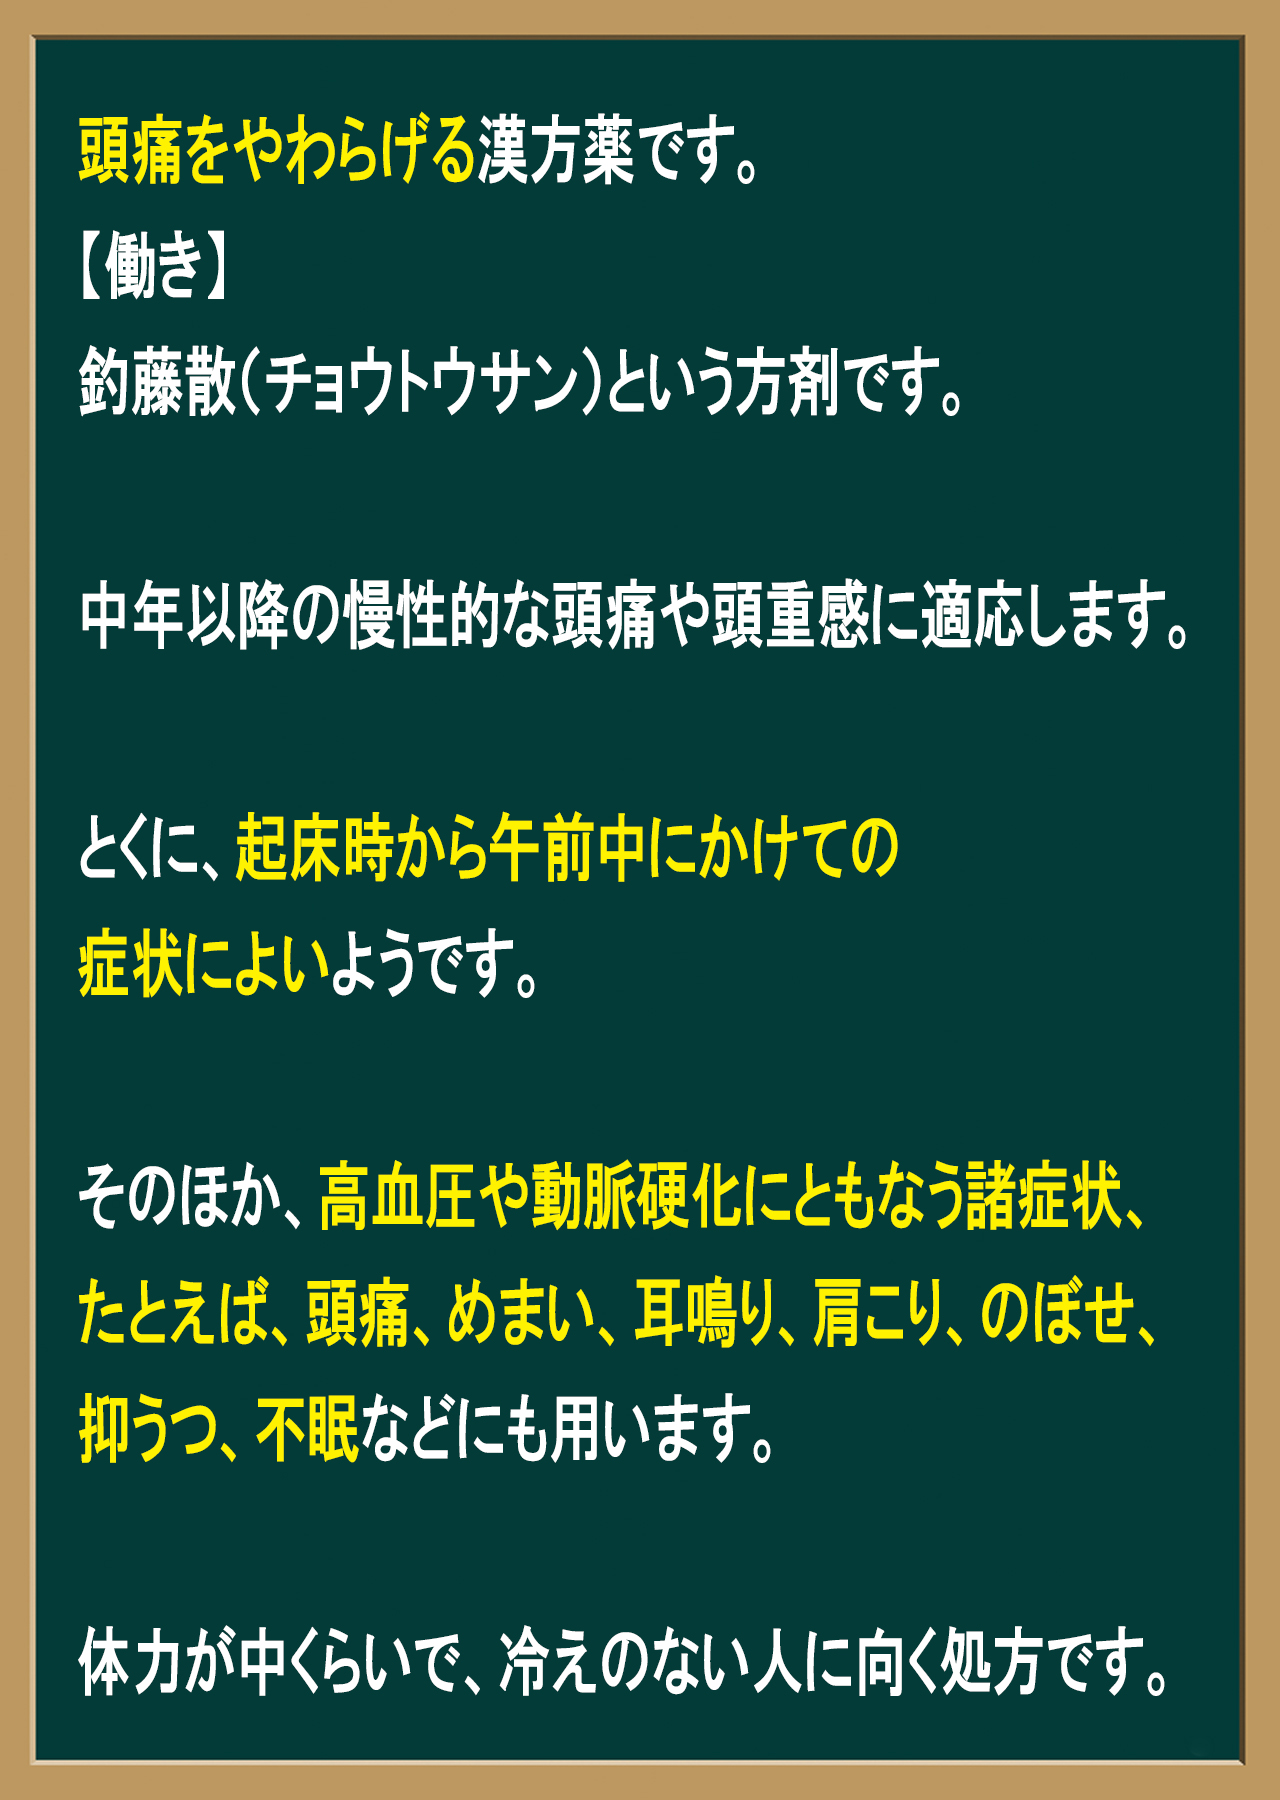 頭痛をやわらげる漢方薬です。
【働き】
釣藤散（チョウトウサン）という方剤です。
中年以降の慢性的な頭痛や頭重感に適応します。
とくに、起床時から午前中にかけての
症状によいようです。
そのほか、高血圧や動脈硬化にともなう諸症状、
たとえば、頭痛、めまい、耳鳴り、肩こり、のぼせ、
抑うつ、不眠などにも用います。
体力が中くらいで、冷えのない人に向く処方です。